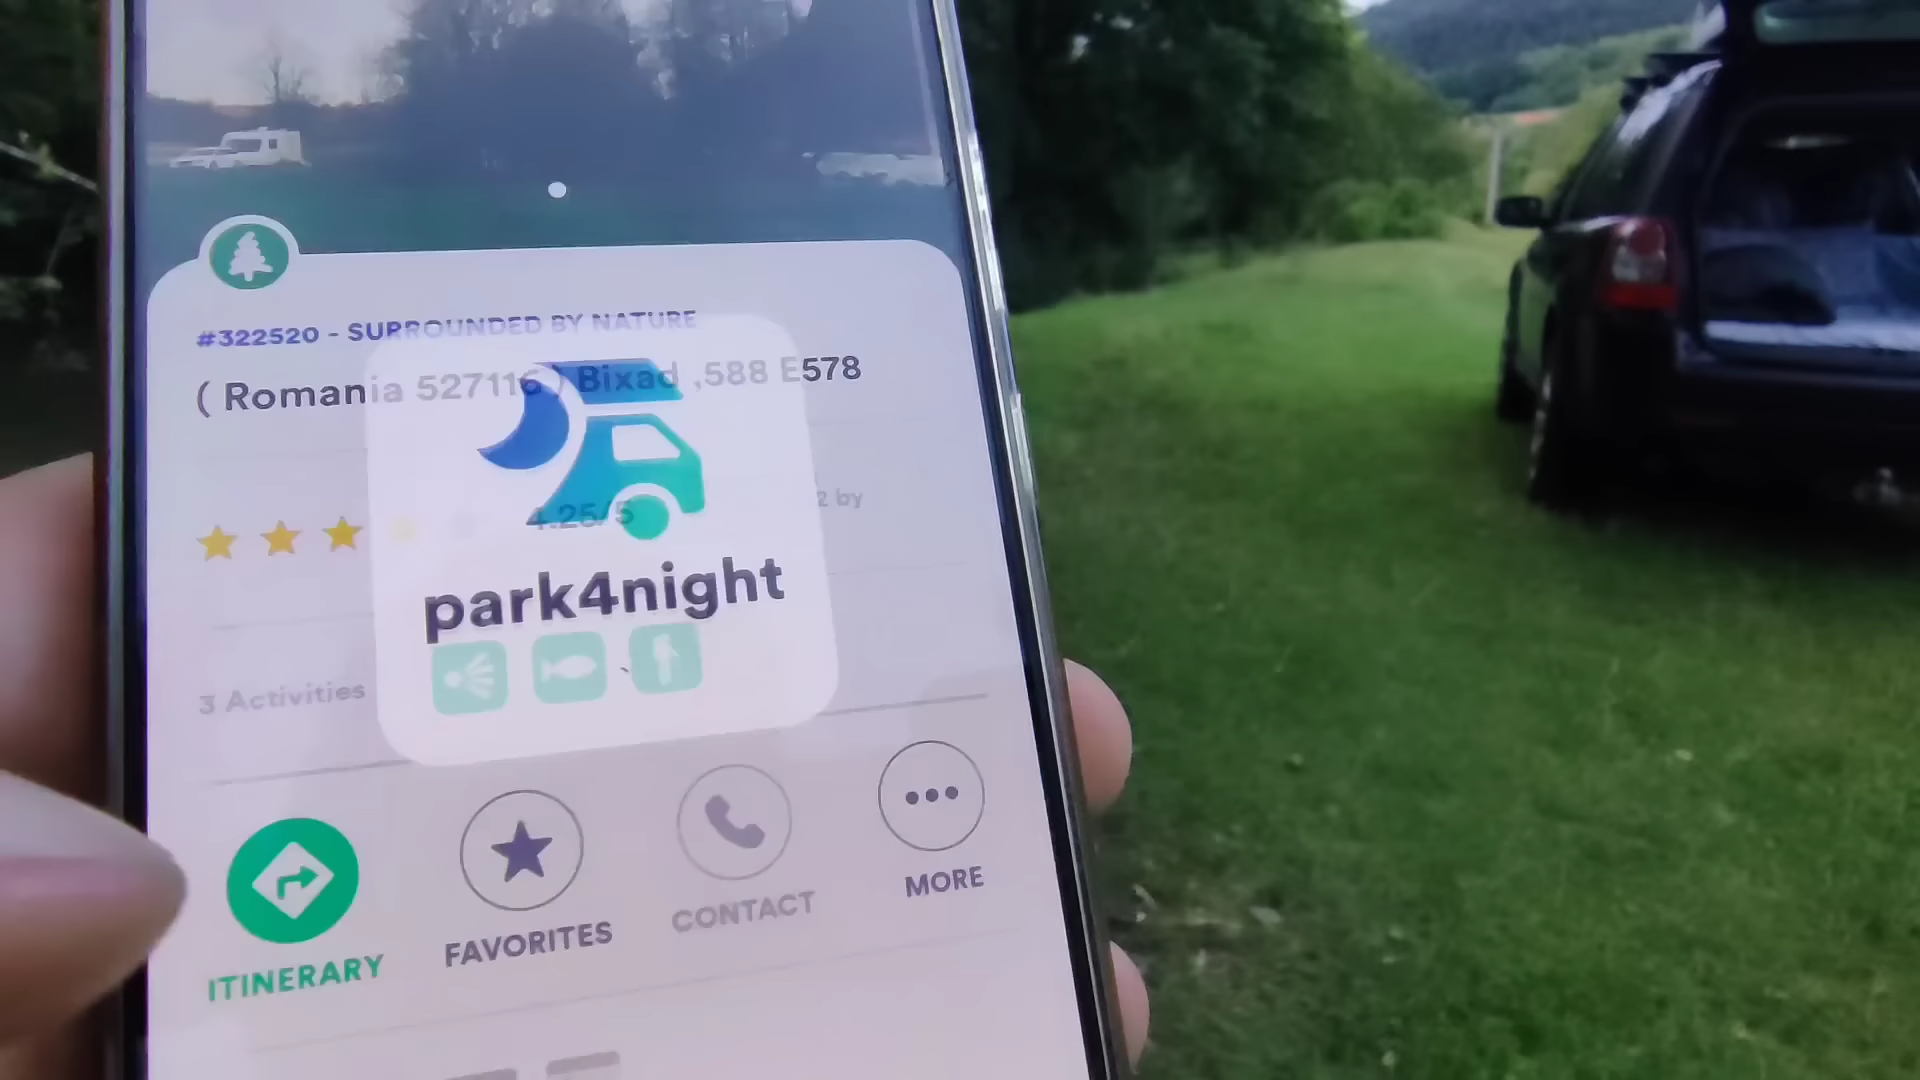 #322520 - SURROUNDED BY NATURE
( Romania 527116 ) Bixad ,588 E578
4.25/5
2 by
park4night
3 Activities
ITINERARY
FAVORITES
CONTACT
MORE